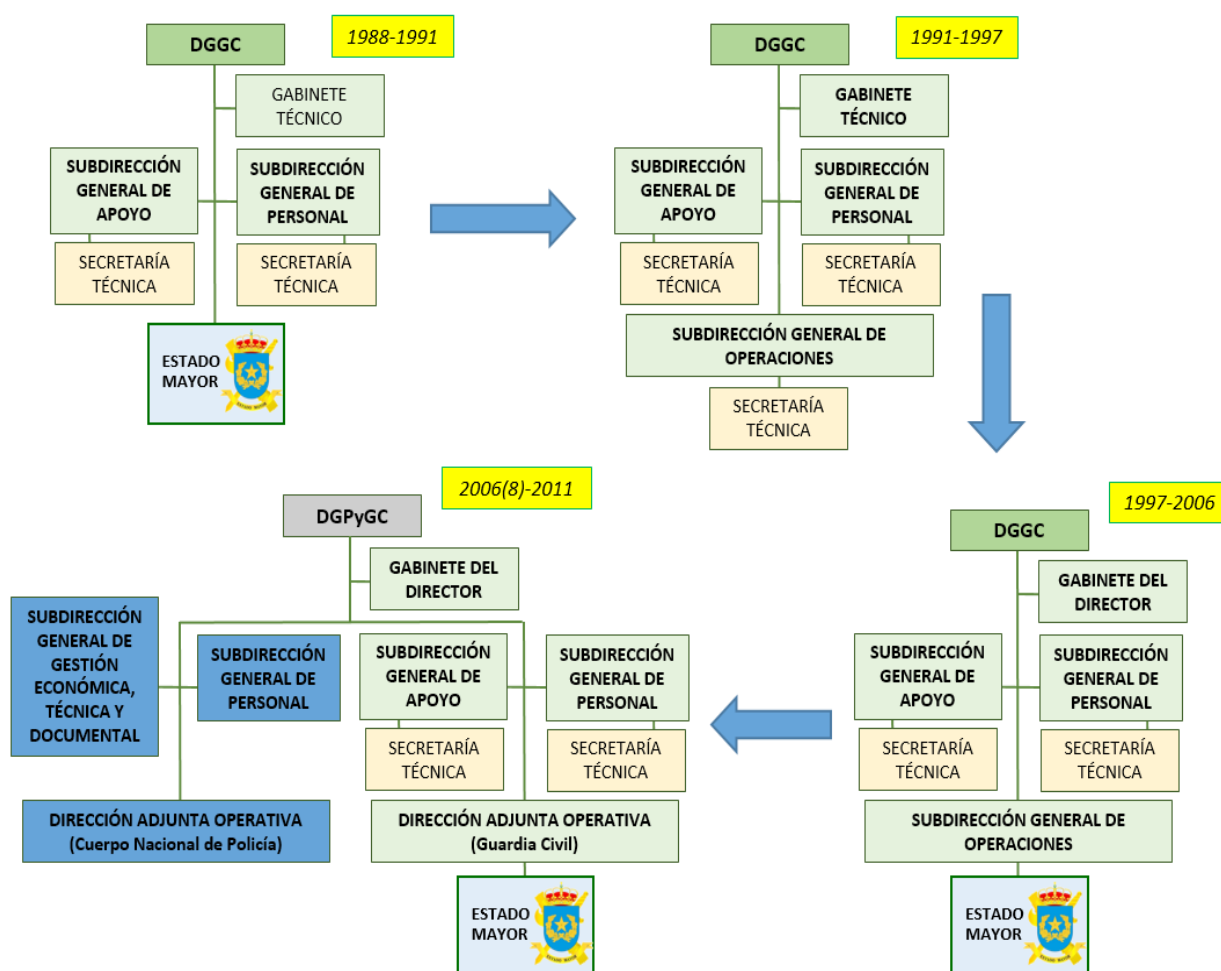 DGGC
1988-1991
GABINETE
TÉCNICO
SUBDIRECCIÓN
GENERAL DE
APOYO
SUBDIRECCIÓN
GENERAL DE
PERSONAL
SECRETARÍA
TÉCNICA
SECRETARÍA
TÉCNICA
ESTADO
MAYOR
DGGC
1991-1997
GABINETE
TÉCNICO
SUBDIRECCIÓN
GENERAL DE
APOYO
SUBDIRECCIÓN
GENERAL DE
PERSONAL
SECRETARÍA
TÉCNICA
SECRETARÍA
TÉCNICA
SUBDIRECCIÓN GENERAL DE
OPERACIONES
SECRETARÍA
TÉCNICA
1997-2006
DGGC
GABINETE DEL
DIRECTOR
SUBDIRECCIÓN
GENERAL DE
APOYO
SUBDIRECCIÓN
GENERAL DE
PERSONAL
SECRETARÍA
TÉCNICA
SECRETARÍA
TÉCNICA
SUBDIRECCIÓN GENERAL DE
OPERACIONES
ESTADO
MAYOR
2006(8)-2011
DGPyGC
GABINETE DEL
DIRECTOR
SUBDIRECCIÓN
GENERAL DE
GESTIÓN
ECONÓMICA,
TÉCNICA Y
DOCUMENTAL
SUBDIRECCIÓN
GENERAL DE
PERSONAL
SUBDIRECCIÓN
GENERAL DE
APOYO
SUBDIRECCIÓN
GENERAL DE
PERSONAL
SECRETARÍA
TÉCNICA
SECRETARÍA
TÉCNICA
DIRECCIÓN ADJUNTA OPERATIVA
(Cuerpo Nacional de Policía)
DIRECCIÓN ADJUNTA OPERATIVA
(Guardia Civil)
ESTADO
MAYOR